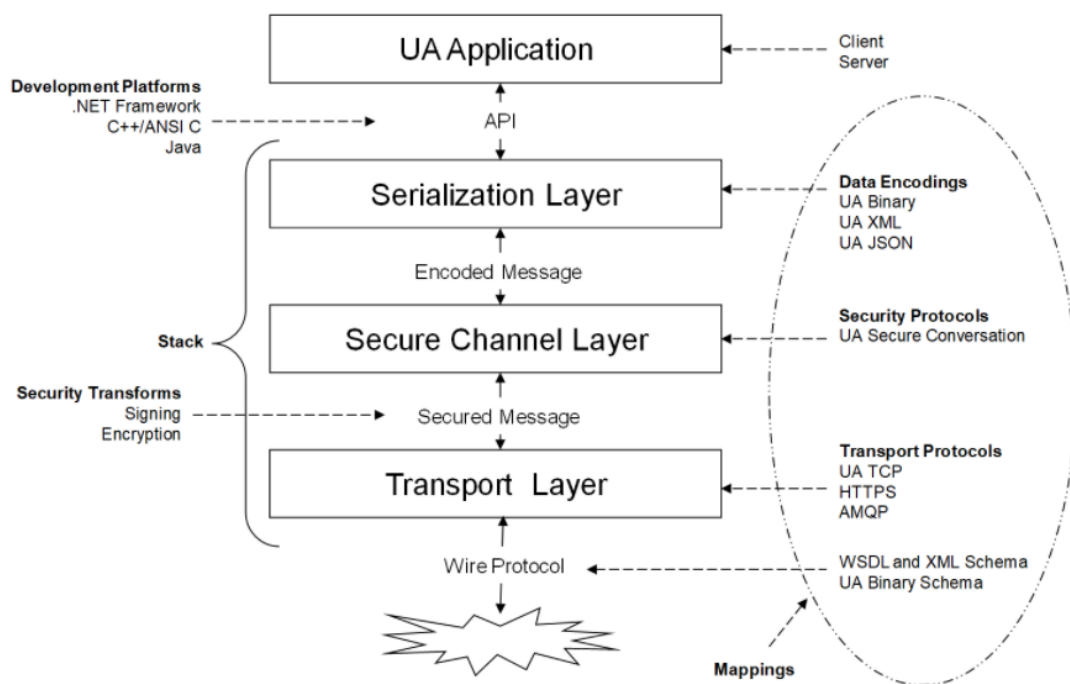 UA Application
Client
Server
Development Platforms
.NET Framework
C++/ANSI C
Java
API
Serialization Layer
Data Encodings
UA Binary
UA XML
UA JSON
Encoded Message
Stack
Secure Channel Layer
Security Protocols
UA Secure Conversation
Security Transforms
Signing
Encryption
Secured Message
Transport Layer
Transport Protocols
UA TCP
HTTPS
AMQP
Wire Protocol
WSDL and XML Schema
UA Binary Schema
Mappings